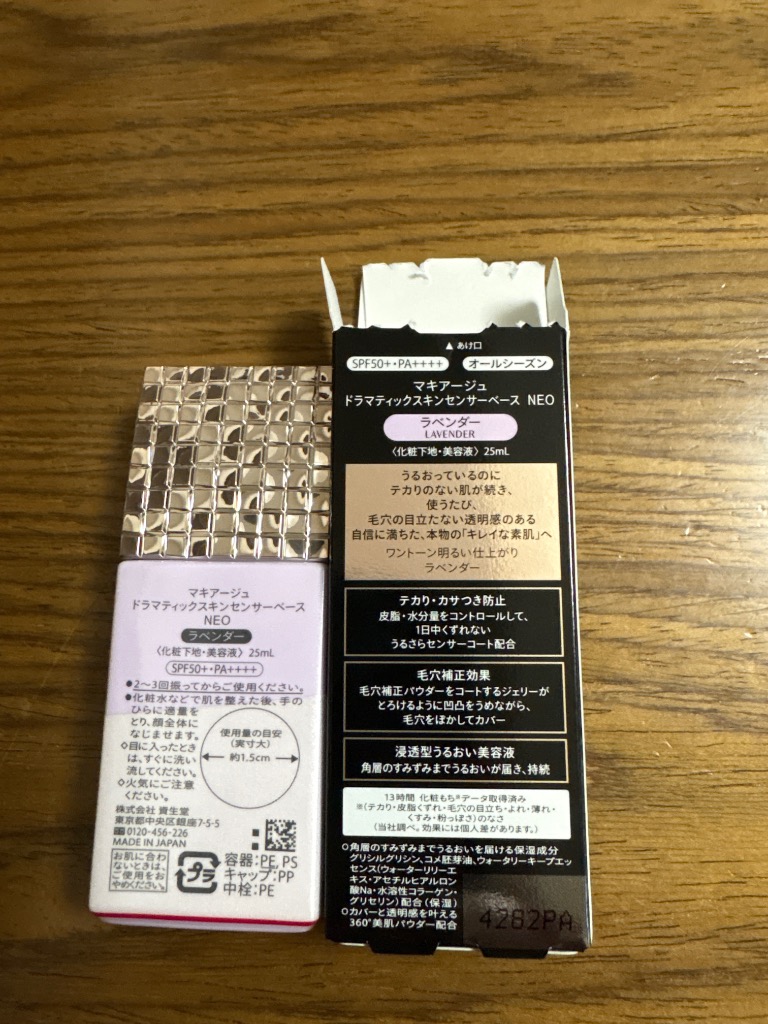 マキアージュ
ドラマティックスキンセンサーベース
NEO
ラベンダー
〈化粧下地・美容液〉25mL
SPF50+・PA++++
●2〜3回振ってからご使用ください。
●化粧水などで肌を整えた後、手の
ひらに適量を
とり、顔全体に
なじませます。
◇目に入ったとき
は、すぐに洗い
流してください。
◇火気にご注意
ください。
使用量の目安
(実寸大)
約1.5cm
株式会社 資生堂
東京都中央区銀座7-5-5
0120-456-226
MADE IN JAPAN
お肌に合わ
ないときは、
ご使用をお
やめください。
プラ
容器:PE, PS
キャップ:PP
中栓:PE
▲ あけ口
SPF50+・PA++++
オールシーズン
マキアージュ
ドラマティックスキンセンサーベース NEO
ラベンダー
LAVENDER
〈化粧下地・美容液〉25mL
うるおっているのに
テカりのない肌が続き、
使うたび、
毛穴の目立たない透明感のある
自信に満ちた、本物の「キレイな素肌」へ
ワントーン明るい仕上がり
ラベンダー
テカリ・カサつき防止
皮脂・水分量をコントロールして、
1日中くずれない
うるさらセンサーコート配合
毛穴補正効果
毛穴補正パウダーをコートするジェリーが
とろけるように凹凸をうめながら、
毛穴をぼかしてカバー
浸透型うるおい美容液
角層のすみずみまでうるおいが届き、持続
13時間 化粧もち※データ取得済み
※(テカリ・皮脂くずれ・毛穴の目立ち・よれ・薄れ・
くすみ・粉っぽさ)のなさ
(当社調べ。効果には個人差があります。)
○角層のすみずみまでうるおいを届ける保湿成分
グリシルグリシン、コメ胚芽油、ウォータリーキープエッ
センス(ウォーターリリーエ
キス・アセチルヒアルロン
酸Na・水溶性コラーゲン・
グリセリン)配合(保湿)
○カバーと透明感を叶える
360°美肌パウダー配合
4282PA